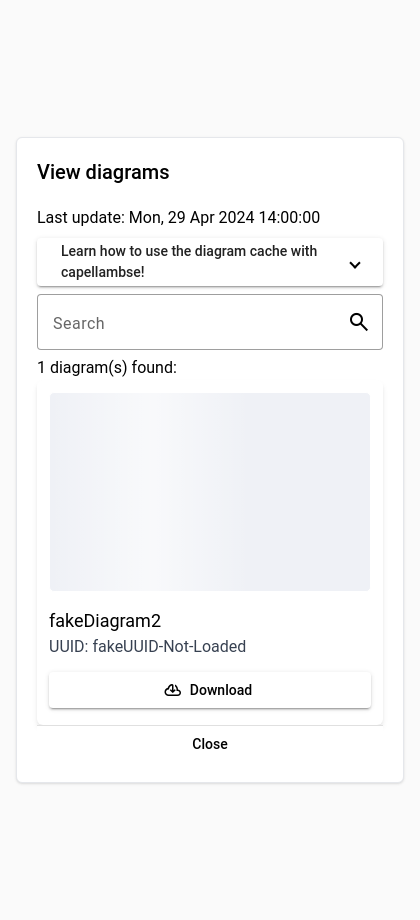 View diagrams
Last update: Mon, 29 Apr 2024 14:00:00
Learn how to use the diagram cache with
capellambse!
Search
1 diagram(s) found:
fakeDiagram2
UUID: fakeUUID-Not-Loaded
Download
Close